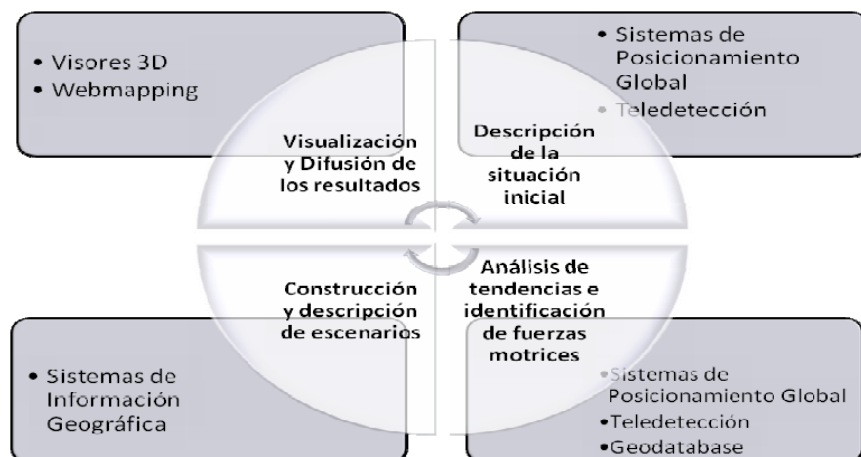 • Visores 3D
• Webmapping
Visualización
y Difusión de
los resultados
• Sistemas de
Posicionamiento
Global
• Teledetección
Descripción
de la
situación
inicial
Construcción
y descripción
de escenarios
• Sistemas de
Información
Geográfica
Análisis de
tendencias e
identificación
de fuerzas
motrices
•Sistemas de
Posicionamiento Global
•Teledetección
•Geodatabase